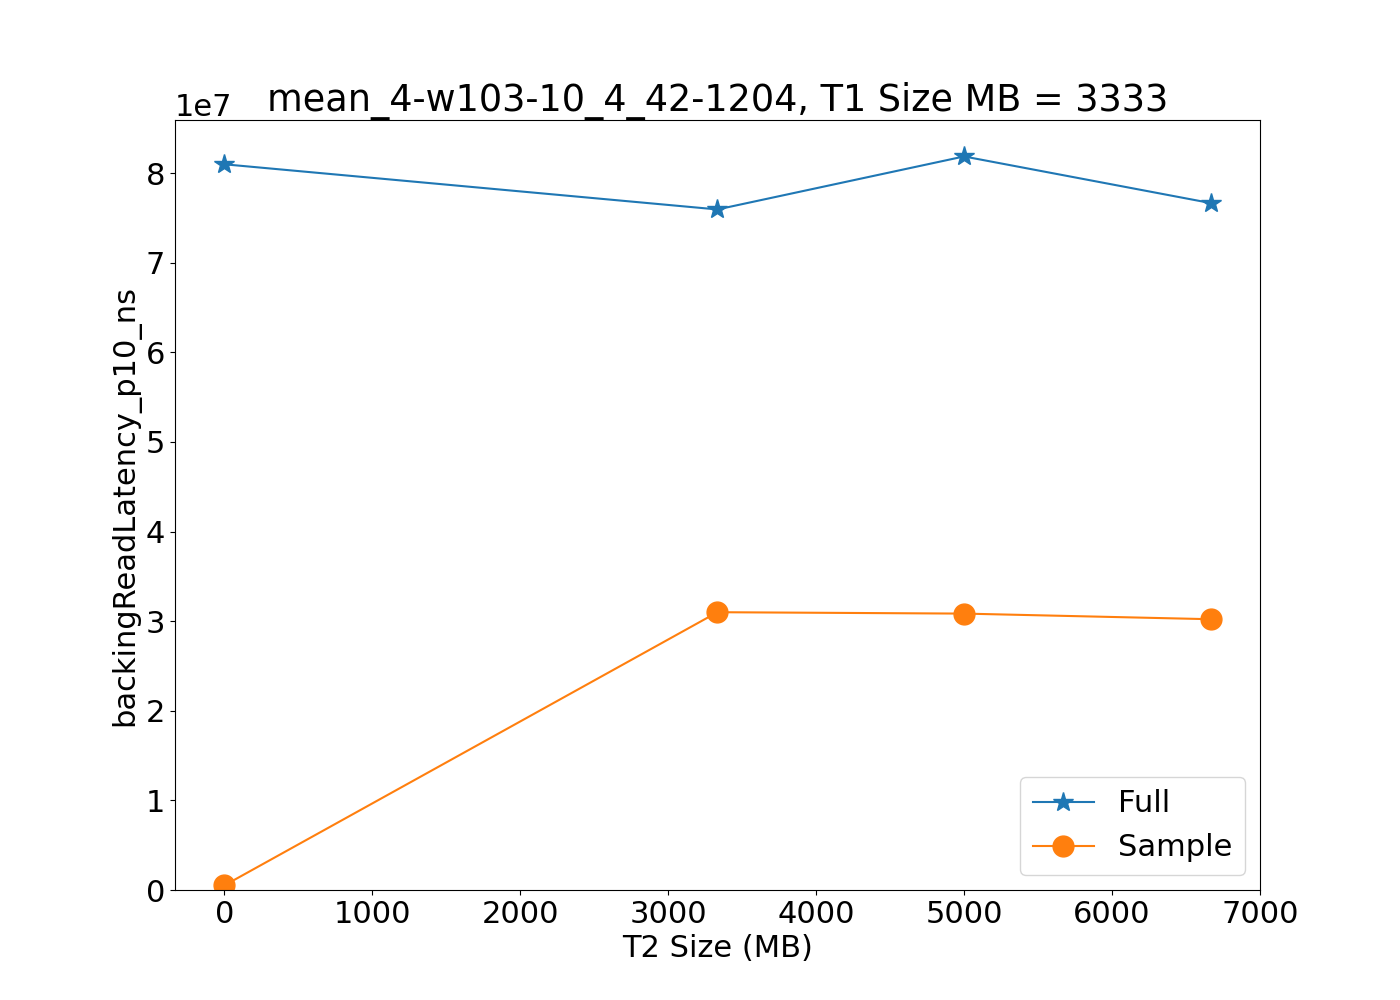 1e7
mean_4-w103-10_4_42-1204, T1 Size MB = 3333
8
7
6
5
4
3
2
1
0
backingReadLatency_p10_ns
0 1000 2000 3000 4000 5000 6000 7000
T2 Size (MB)
Full
Sample